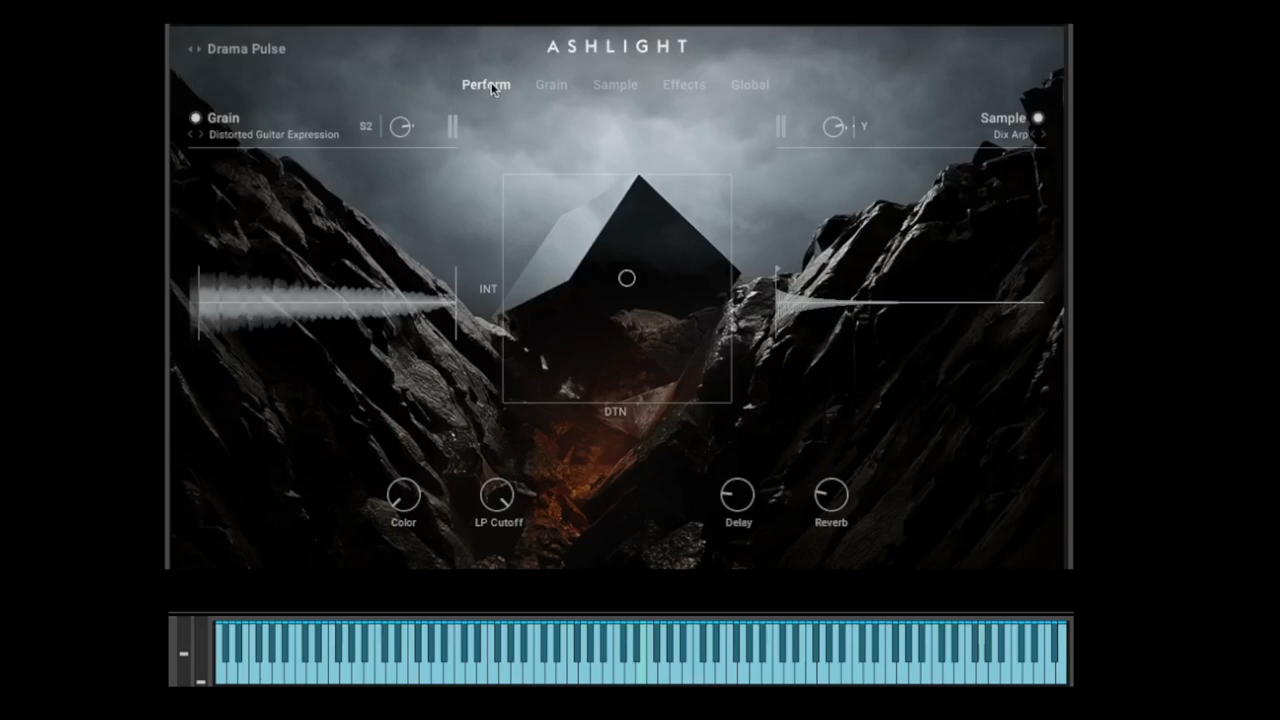 Drama Pulse
ASHLIGHT
Perform Grain Sample Effects Global
Grain
Distorted Guitar Expression
S2
Y
Sample
Dix Arp
INT
DTN
Color
LP Cutoff
Delay
Reverb